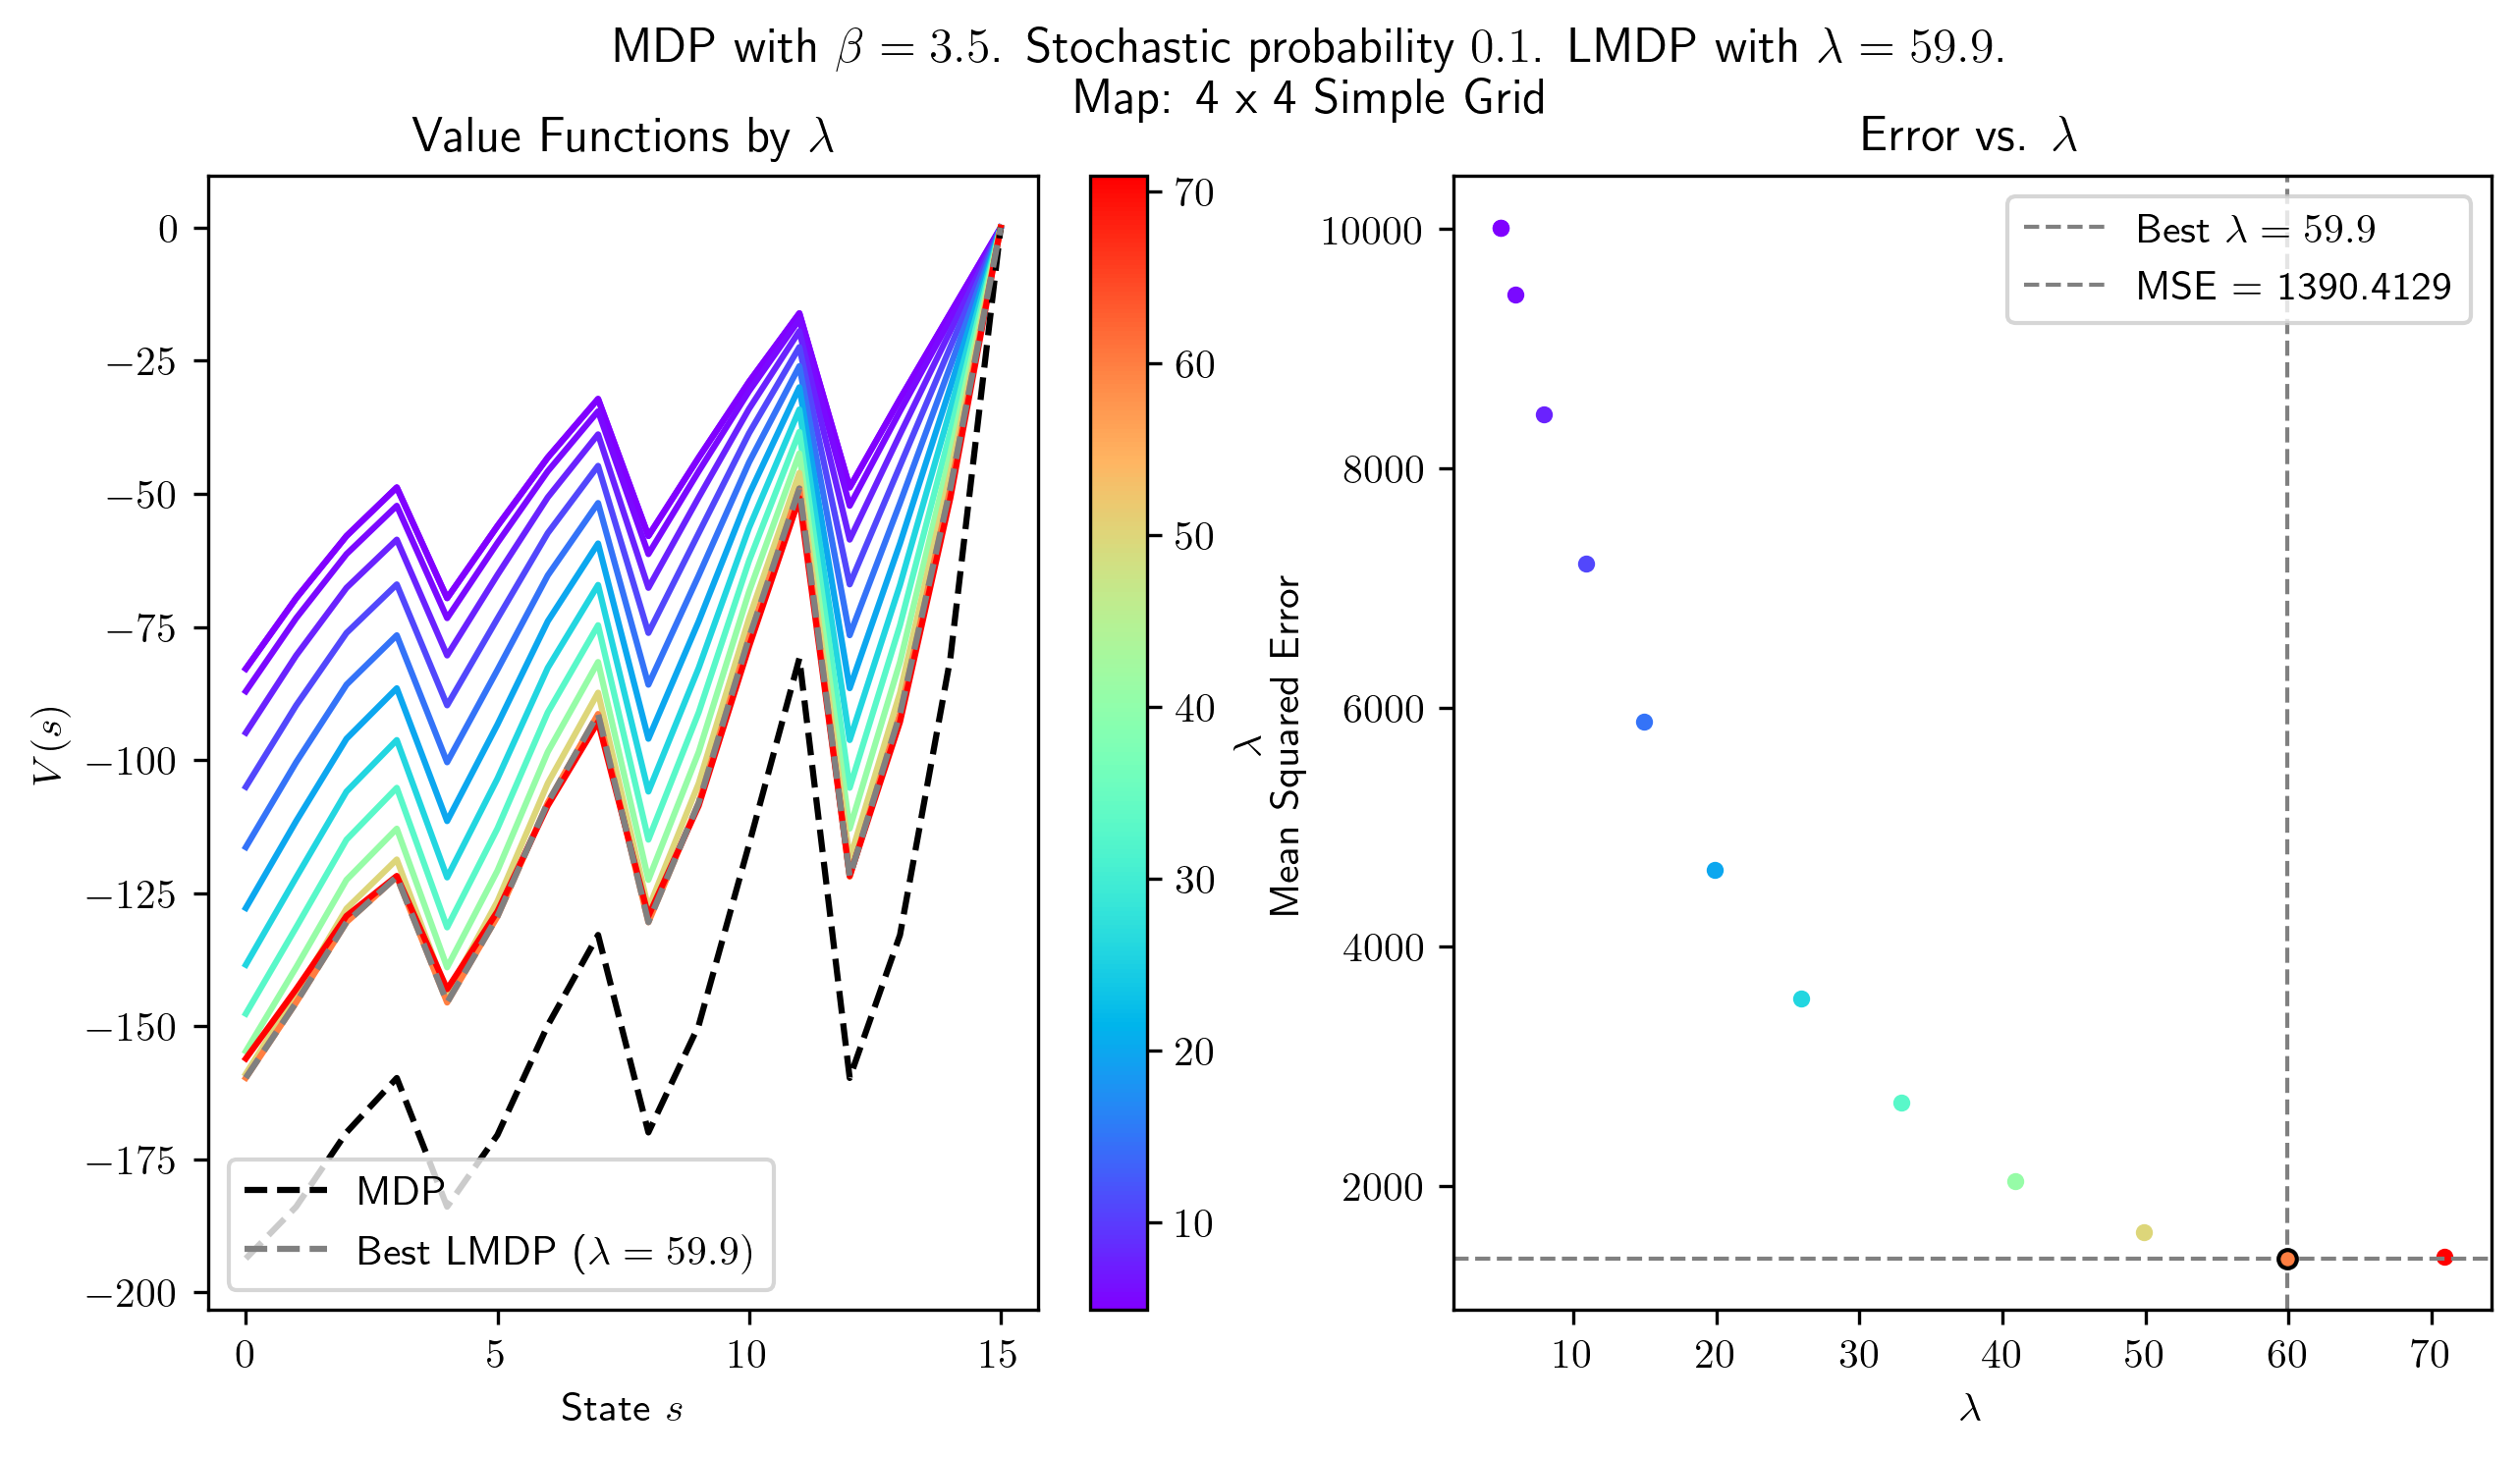 MDP with β = 3.5. Stochastic probability 0.1. LMDP with λ = 59.9.
Map: 4 x 4 Simple Grid
Value Functions by λ
0
−25
−50
−75
−100
−125
−150
−175
−200
V(s)
MDP
Best LMDP (λ = 59.9)
0
5
10
15
State s
70
60
50
40
30
20
10
λ
Error vs. λ
10000
8000
6000
4000
2000
Mean Squared Error
Best λ = 59.9
MSE = 1390.4129
10
20
30
40
50
60
70
λ